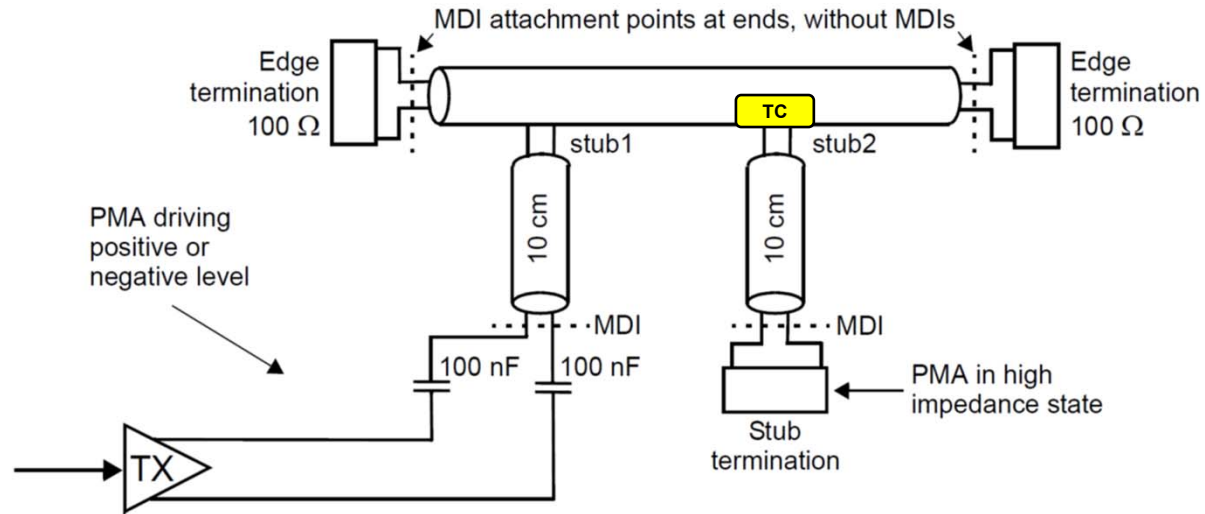 MDI attachment points at ends, without MDIs
Edge
termination
100 Ω
Edge
termination
100 Ω
TC
stub1
stub2
10 cm
10 cm
PMA driving
positive or
negative level
MDI
MDI
100 nF
100 nF
PMA in high
impedance state
Stub
termination
TX